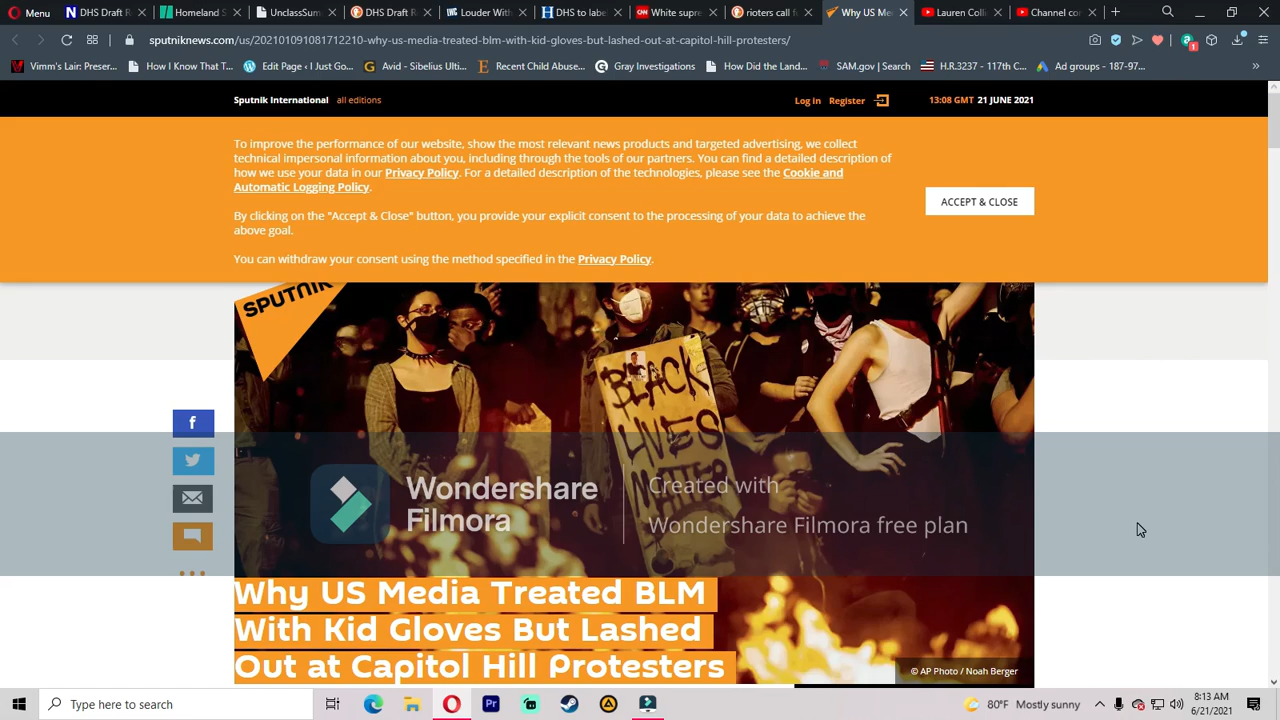 Menu
DHS Draft R
Homeland S
UnclassSum
DHS Draft R
Louder With
DHS to label
White supre
rioters call f
Why US Me
Lauren Colli
Channel cor
sputniknews.com/us/202101091081712210-why-us-media-treated-blm-with-kid-gloves-but-lashed-out-at-capitol-hill-protesters/
Vimm's Lair: Preser...
How I Know That T...
Edit Page ‹ I Just Go...
Avid - Sibelius Ulti...
Recent Child Abuse...
Gray Investigations
How Did the Land...
SAM.gov | Search
H.R.3237 - 117th C...
Ad groups - 187-97...
Sputnik International all editions
Log in Register
13:08 GMT 21 JUNE 2021
To improve the performance of our website, show the most relevant news products and targeted advertising, we collect
technical impersonal information about you, including through the tools of our partners. You can find a detailed description of
how we use your data in our Privacy Policy. For a detailed description of the technologies, please see the Cookie and
Automatic Logging Policy.
By clicking on the "Accept & Close" button, you provide your explicit consent to the processing of your data to achieve the
above goal.
You can withdraw your consent using the method specified in the Privacy Policy.
ACCEPT & CLOSE
SPUTNIK
BLACK
LIVES
MATTER
Wondershare
Filmora
Created with
Wondershare Filmora free plan
Why US Media Treated BLM
With Kid Gloves But Lashed
Out at Capitol Hill Protesters
© AP Photo / Noah Berger
Type here to search
80°F Mostly sunny
8:13 AM
6/21/2021